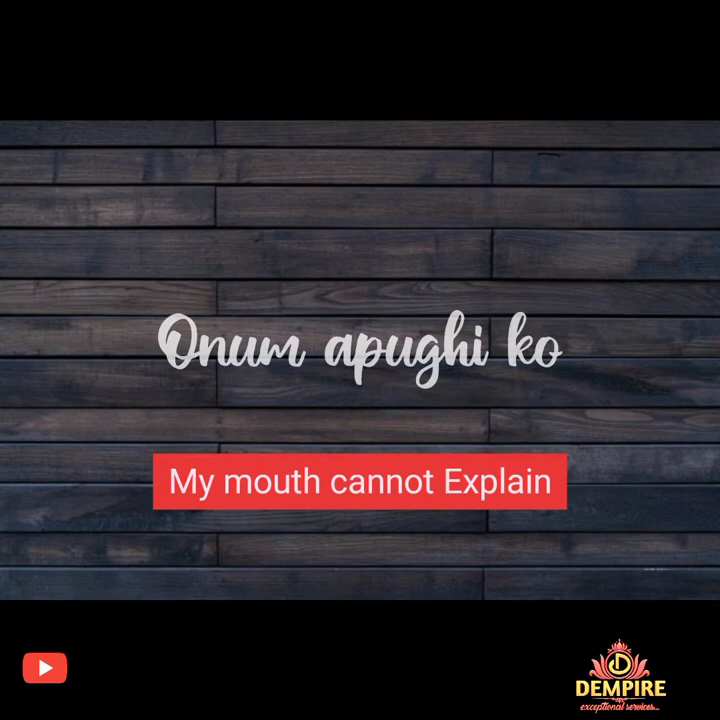 Onum apughi ko
My mouth cannot Explain
DEMPIRE
exceptional services...